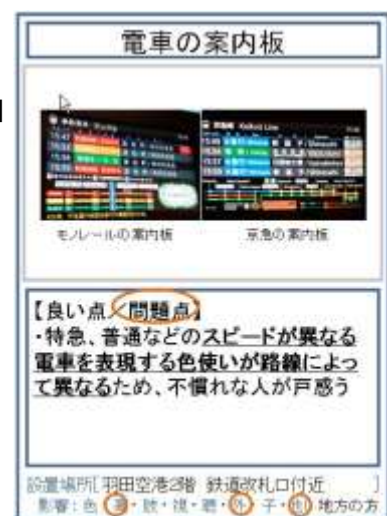 電車の案内板
Keikyu Line
モノレールの案内板
京急の案内板
【良い点/問題点】
・特急、普通などのスピードが異なる
電車を表現する色使いが路線によっ
て異なるため、不慣れな人が戸惑う
設置場所[羽田空港2階 鉄道改札口付近 ]
影響:色・高・肢・視・聴・外・子・他 地方の方